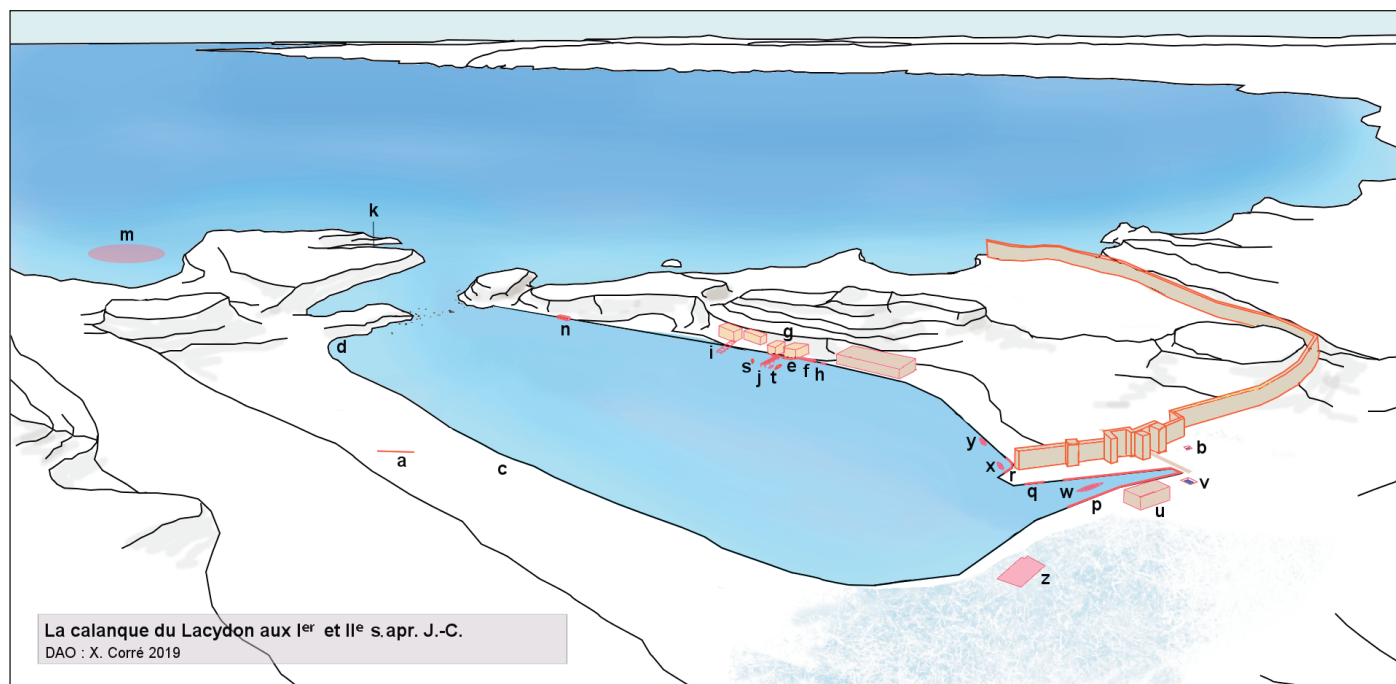 k
m
n
g
d
i
s
j
t
e
f
h
a
c
y
x
r
b
q
w
p
v
u
z
La calanque du Lacydon aux Iᵉʳ et IIᵉ s. apr. J.-C.
DAO : X. Corré 2019